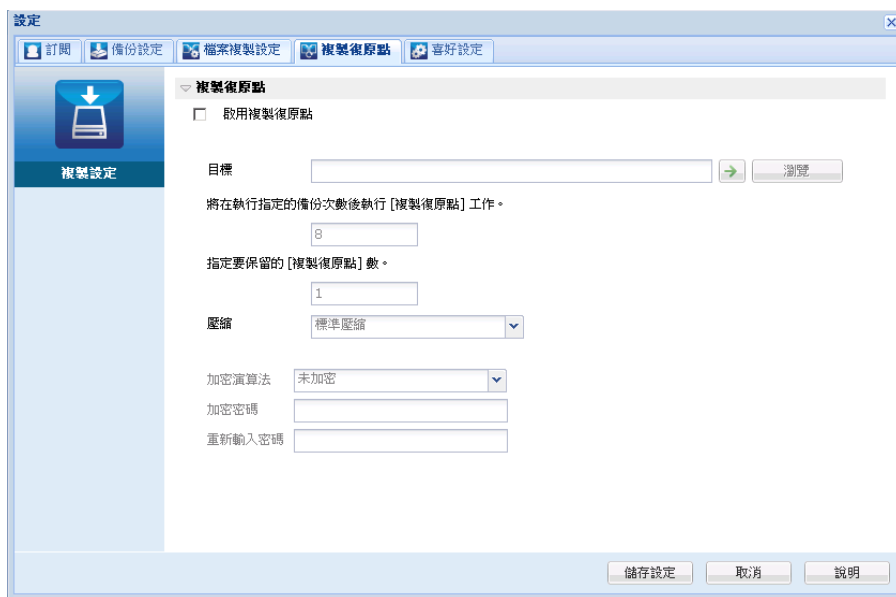 設定
訂閱 備份設定 檔案複製設定 複製復原點 喜好設定
複製設定
複製復原點
啟用複製復原點
目標 瀏覽
將在執行指定的備份次數後執行 [複製復原點] 工作。
8
指定要保留的 [複製復原點] 數。
1
壓縮 標準壓縮
加密演算法 未加密
加密密碼
重新輸入密碼
儲存設定 取消 說明